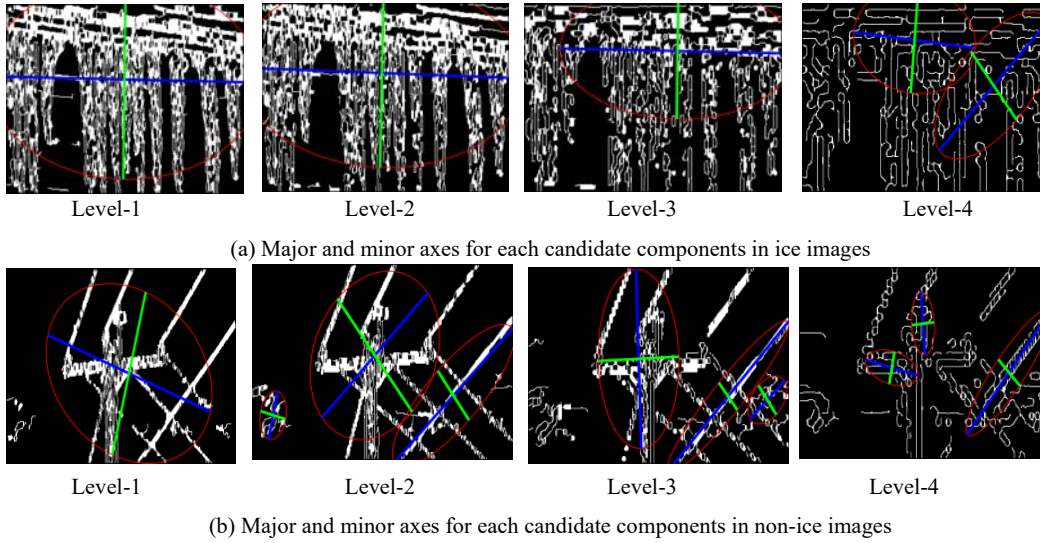 Level-1 Level-2 Level-3 Level-4
(a) Major and minor axes for each candidate components in ice images
Level-1 Level-2 Level-3 Level-4
(b) Major and minor axes for each candidate components in non-ice images